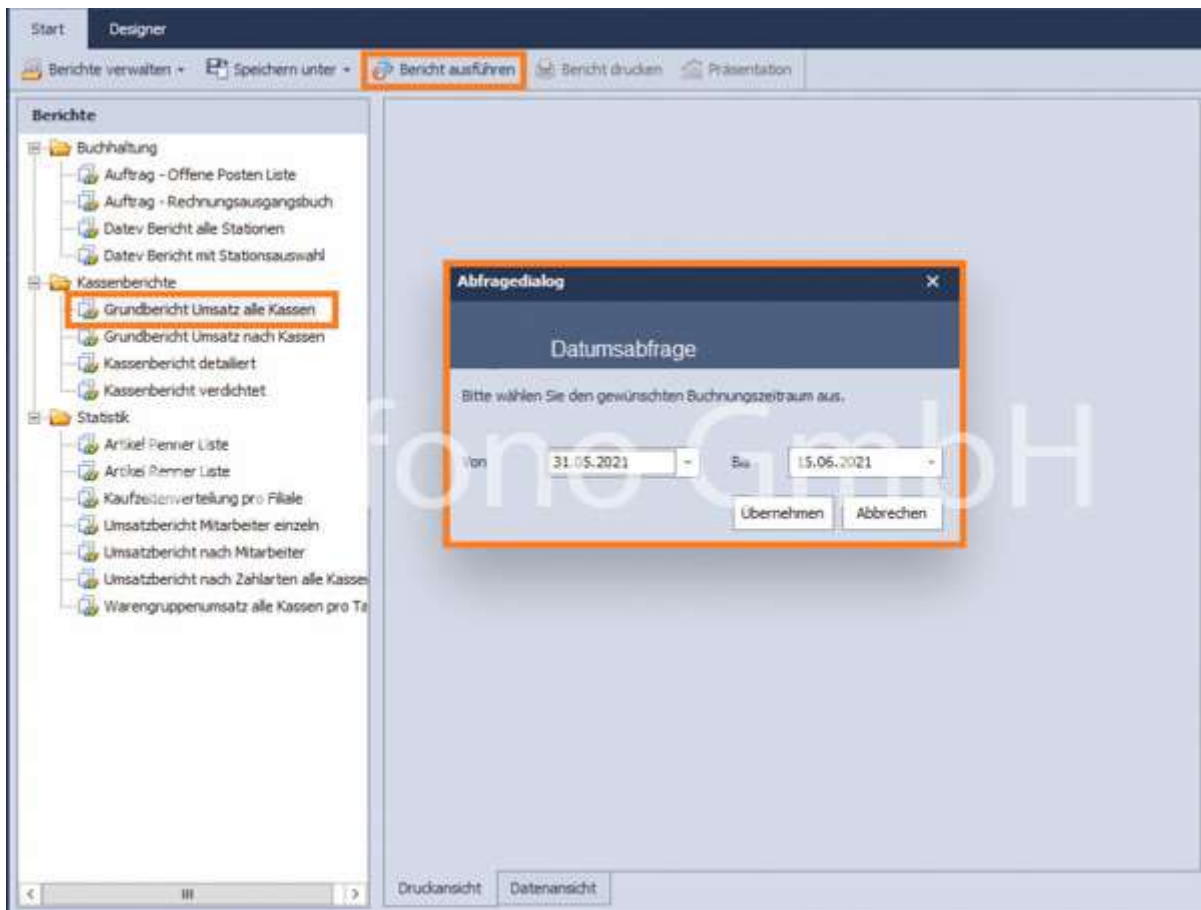 Start Designer
Berichte verwalten Speichern unter Bericht ausführen Bericht drucken Präsentation
Berichte
Buchhaltung
Auftrag - Offene Posten Liste
Auftrag - Rechnungsausgangsbuch
Datev Bericht alle Stationen
Datev Bericht mit Stationsauswahl
Kassenberichte
Grundbericht Umsatz alle Kassen
Grundbericht Umsatz nach Kassen
Kassenbericht detailiert
Kassenbericht verdichtet
Statistik
Artikel Penner Liste
Artikel Renner Liste
Kaufzeitenverteilung pro Filiale
Umsatzbericht Mitarbeiter einzeln
Umsatzbericht nach Mitarbeiter
Umsatzbericht nach Zahlarten alle Kasse
Warengruppenumsatz alle Kassen pro Ta
Abfragedialog
Datumsabfrage
Bitte wählen Sie den gewünschten Buchnungszeitraum aus.
Von 31.05.2021 Bis 15.06.2021
Übernehmen Abbrechen
fono GmbH
Druckansicht Datenansicht